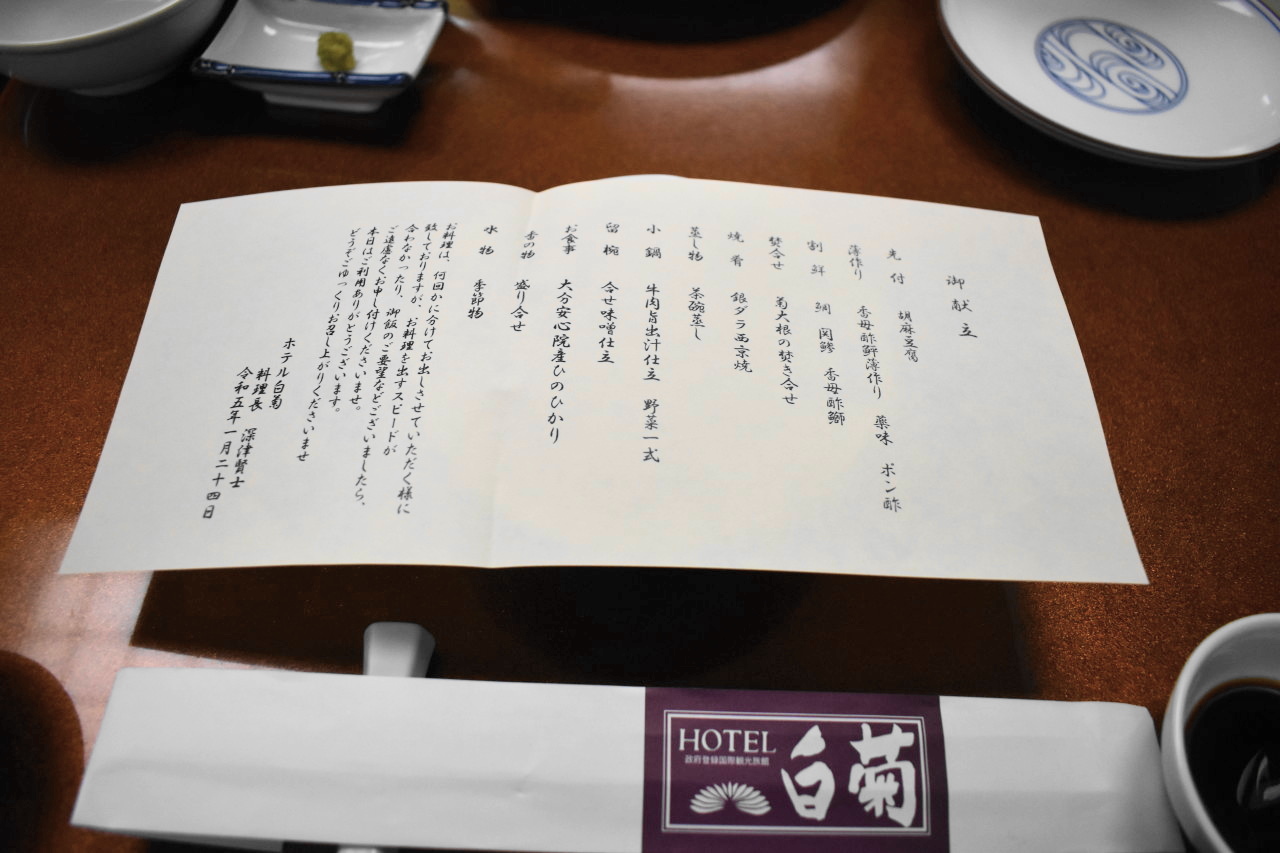 御献立
先付 胡麻豆腐
薄作り 香母酢鮃薄作り 薬味 ポン酢
割鮮 鯛 関鯵 香母酢鰤
焚合せ 菊大根の焚き合せ
焼肴 銀ダラ西京焼
蒸し物 茶碗蒸し
小鍋 牛肉旨出汁仕立 野菜一式
留椀 合せ味噌仕立
お食事 大分安心院産ひのひかり
香の物 盛り合せ
水物 季節物
お料理は、何回かに分けてお出しさせていただく様に
致しておりますが、お料理を出すスピードが
合わなかったり、御飯のご要望などございましたら、
ご遠慮なくお申し付けくださいませ。
本日はご利用ありがとうございます。
どうぞごゆっくりお召し上がりくださいませ
ホテル白菊
料理長 深津賢士
令和五年一月二十四日
HOTEL
政府登録国際観光旅館
白菊